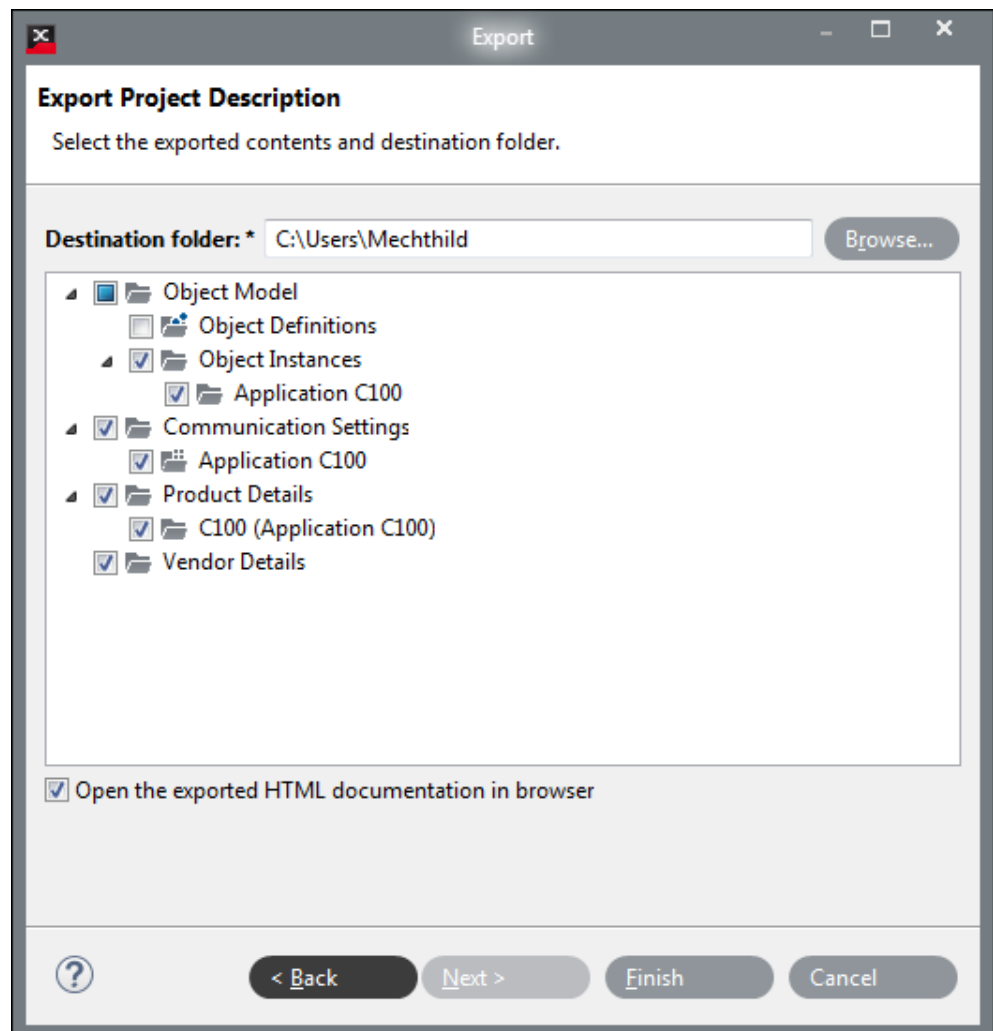 Export
Export Project Description
Select the exported contents and destination folder.
Destination folder: * C:\Users\Mechthild Browse...
Object Model
Object Definitions
Object Instances
Application C100
Communication Settings
Application C100
Product Details
C100 (Application C100)
Vendor Details
Open the exported HTML documentation in browser
? < Back Next > Finish Cancel